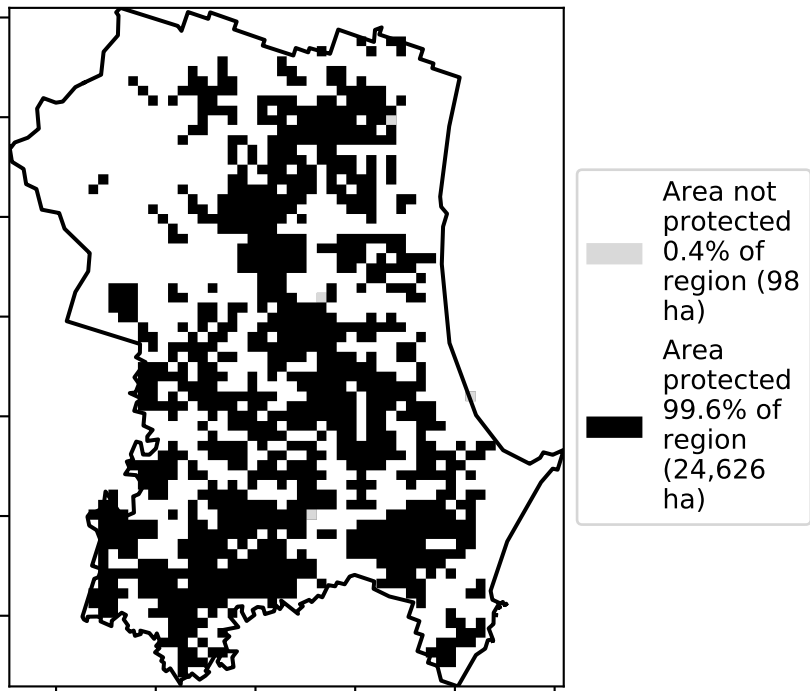 Area not
protected
0.4% of
region (98
ha)
Area
protected
99.6% of
region
(24,626
ha)